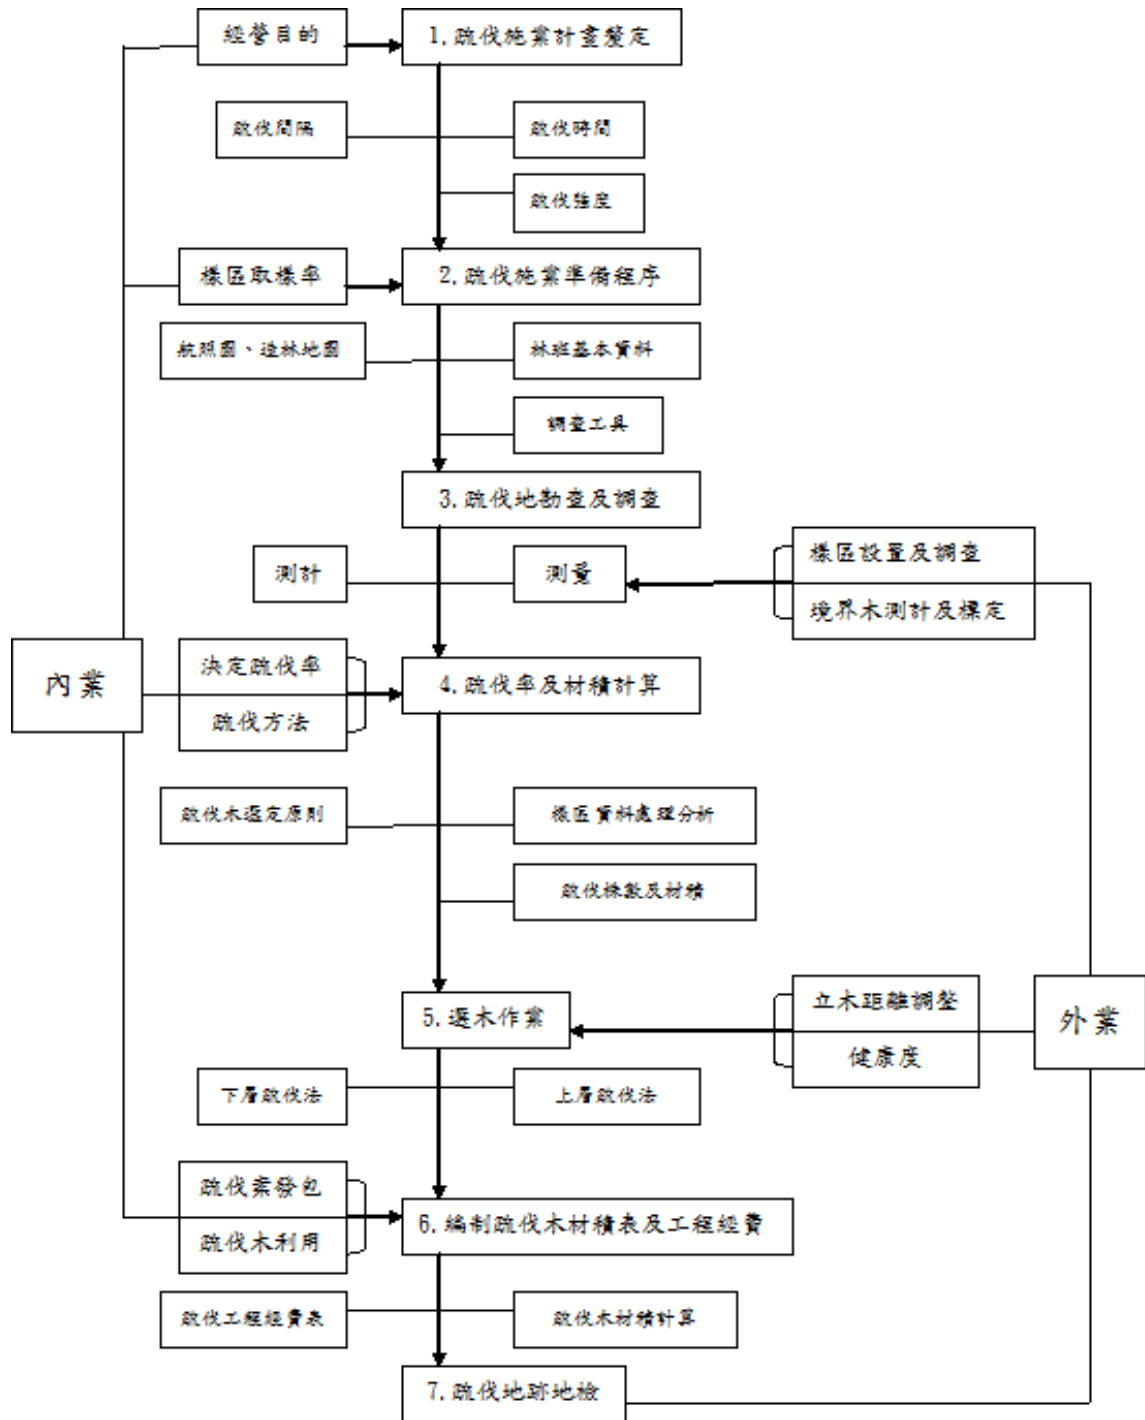 經營目的
1.疏伐施業計畫釐定
疏伐間隔
疏伐時間
疏伐強度
樣區取樣率
2.疏伐施業準備程序
航照圖、造林地圖
林班基本資料
調查工具
3.疏伐地勘查及調查
測計
測量
樣區設置及調查
境界木測計及標定
內業
決定疏伐率
疏伐方法
4.疏伐率及材積計算
疏伐木選定原則
樣區資料處理分析
疏伐株數及材積
5.選木作業
立木距離調整
健康度
外業
下層疏伐法
上層疏伐法
疏伐案發包
疏伐木利用
6.編制疏伐木材積表及工程經費
疏伐工程經費表
疏伐木材積計算
7.疏伐地跡地檢